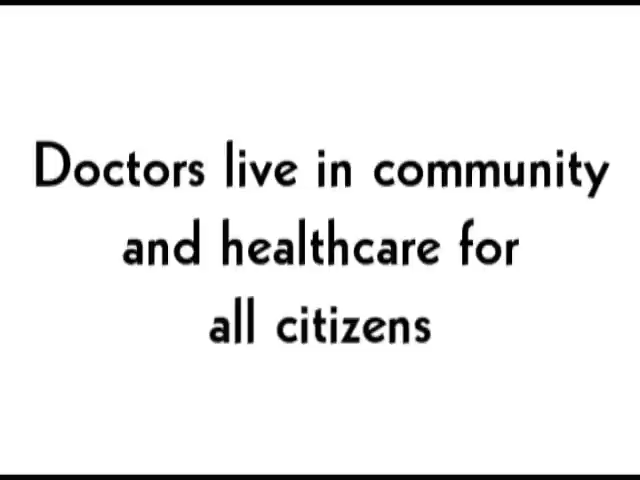 Doctors live in community
and healthcare for
all citizens